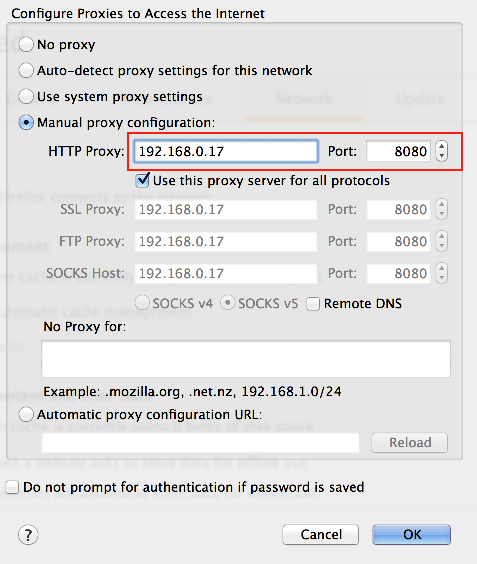 Configure Proxies to Access the Internet
No proxy
Auto-detect proxy settings for this network
Use system proxy settings
Network
Update
Manual proxy configuration:
HTTP Proxy: 192.168.0.17 Port: 8080
Use this proxy server for all protocols
SSL Proxy: 192.168.0.17 Port: 8080
FTP Proxy: 192.168.0.17 Port: 8080
SOCKS Host: 192.168.0.17 Port: 8080
SOCKS v4 SOCKS v5 Remote DNS
No Proxy for:
Example: .mozilla.org, .net.nz, 192.168.1.0/24
Automatic proxy configuration URL:
Reload
Do not prompt for authentication if password is saved
? Cancel OK